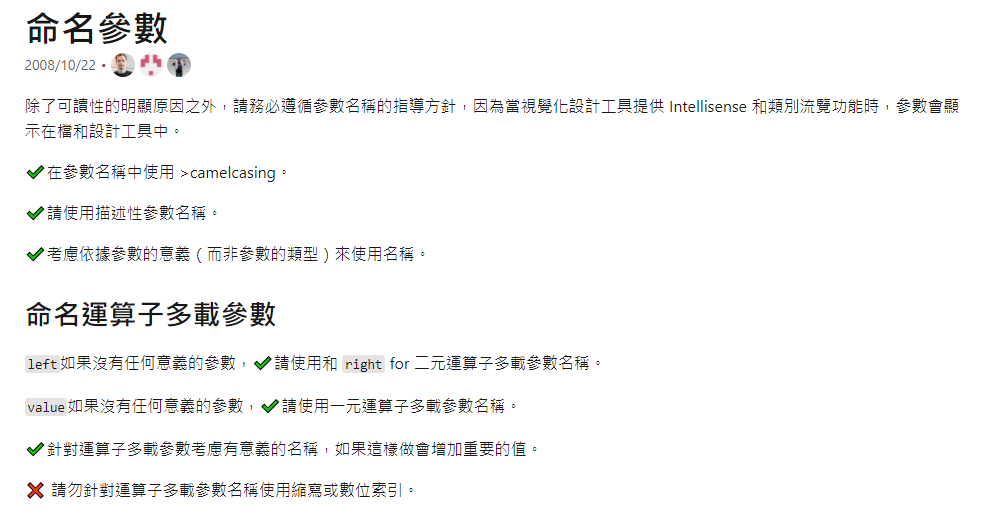 命名參數
2008/10/22 •
除了可讀性的明顯原因之外，請務必遵循參數名稱的指導方針，因為當視覺化設計工具提供 Intellisense 和類別流覽功能時，參數會顯
示在檔和設計工具中。
✔在參數名稱中使用 >camelcasing。
✔請使用描述性參數名稱。
✔考慮依據參數的意義（而非參數的類型）來使用名稱。
命名運算子多載參數
left如果沒有任何意義的參數，✔請使用和 right for 二元運算子多載參數名稱。
value如果沒有任何意義的參數，✔請使用一元運算子多載參數名稱。
✔針對運算子多載參數考慮有意義的名稱，如果這樣做會增加重要的值。
❌ 請勿針對運算子多載參數名稱使用縮寫或數位索引。